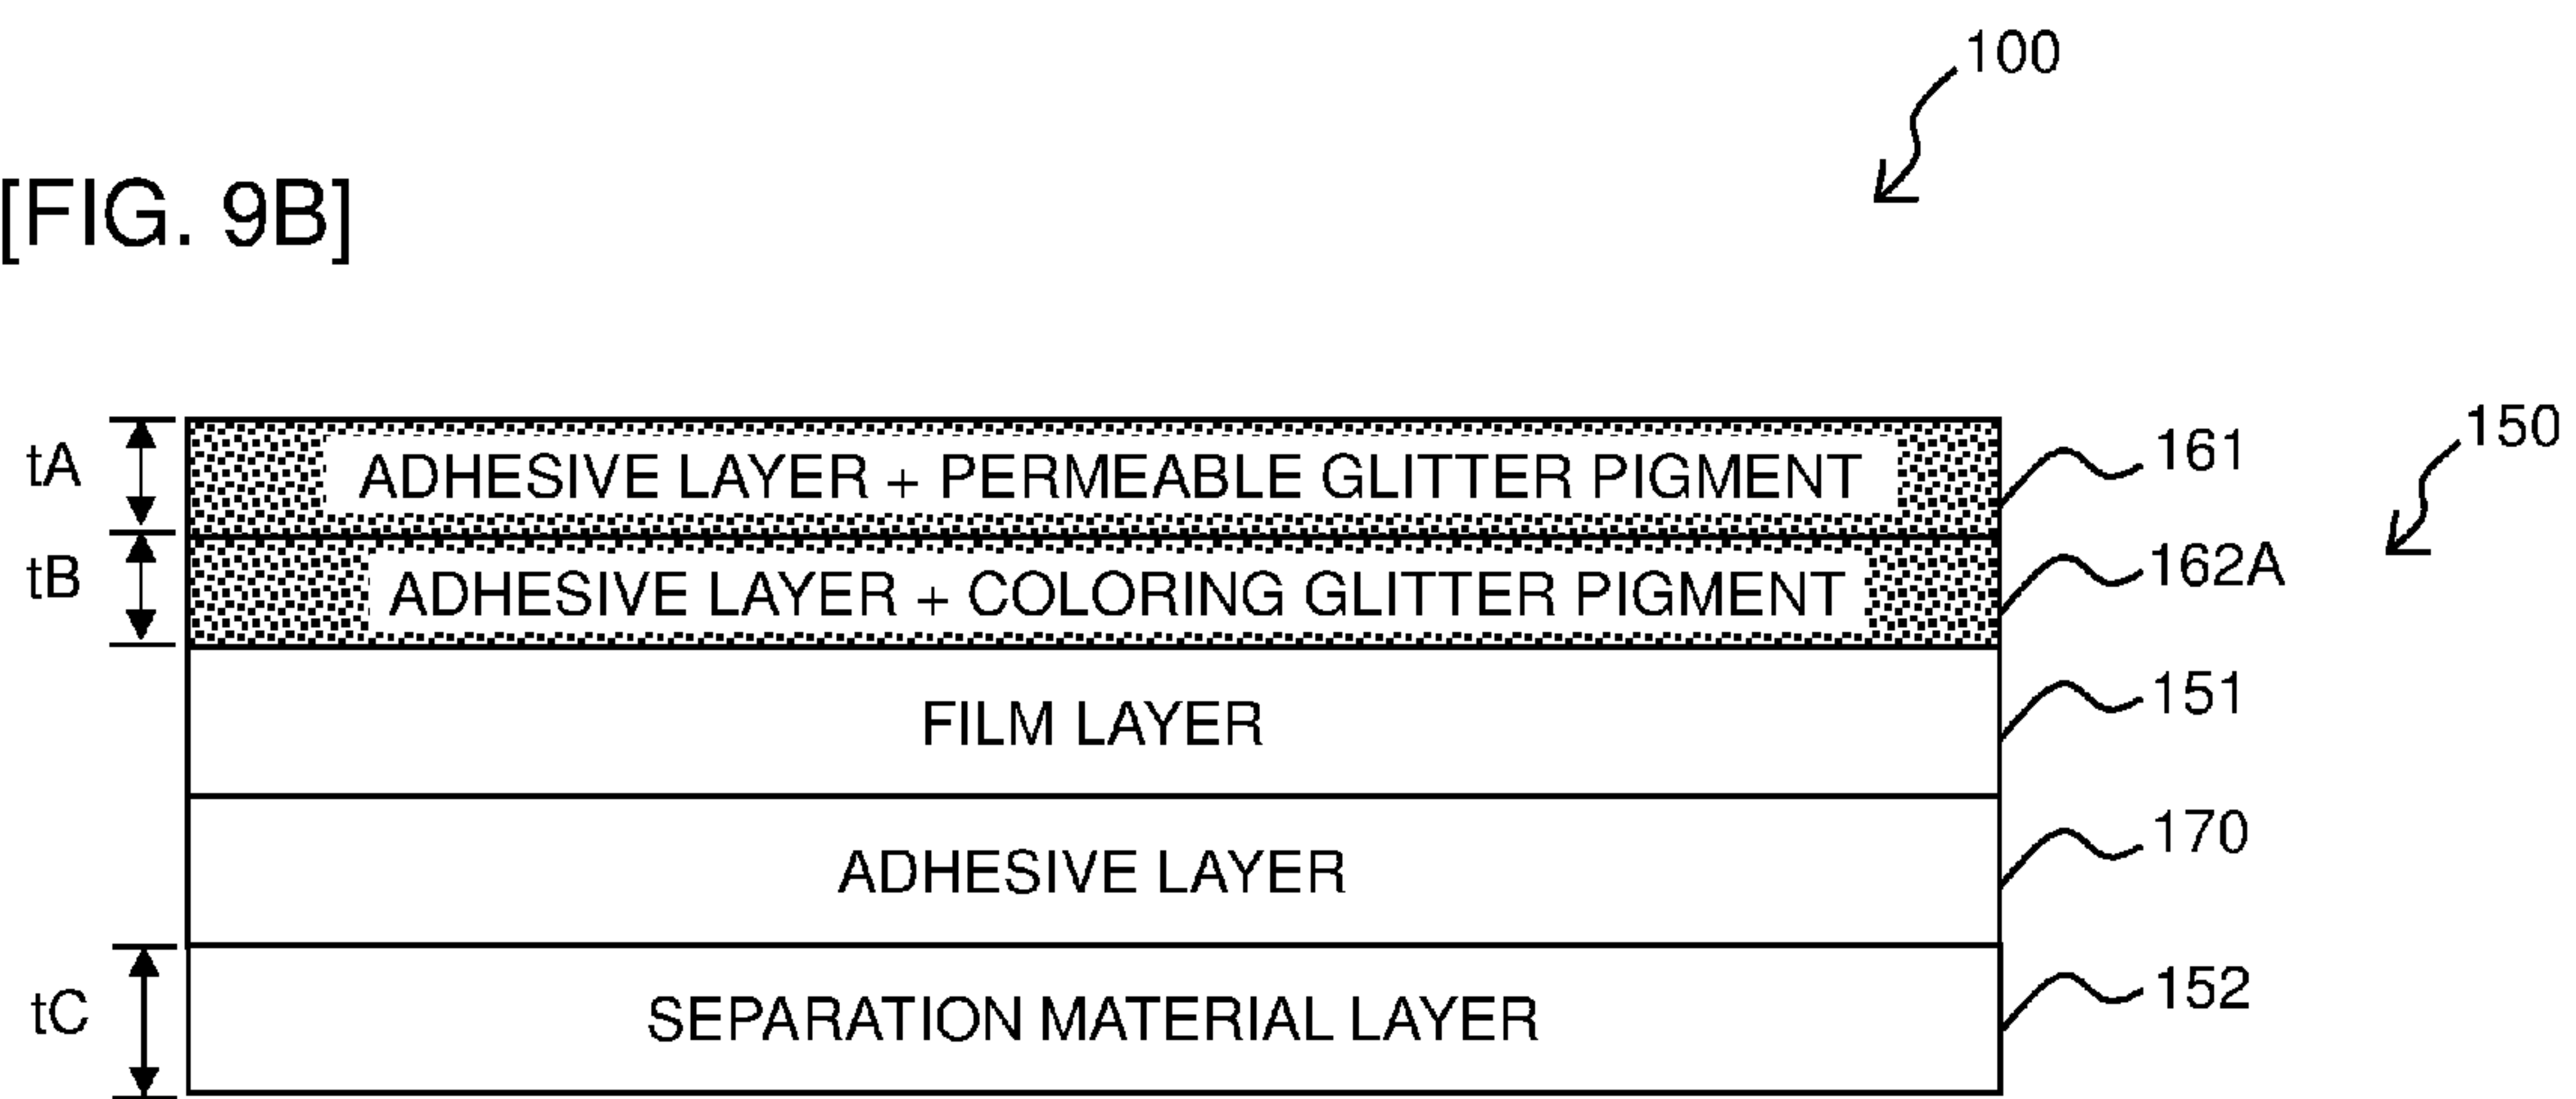 100
[FIG. 9B]
tA ADHESIVE LAYER + PERMEABLE GLITTER PIGMENT 161
150
tB ADHESIVE LAYER + COLORING GLITTER PIGMENT 162A
FILM LAYER 151
ADHESIVE LAYER 170
tC SEPARATION MATERIAL LAYER 152